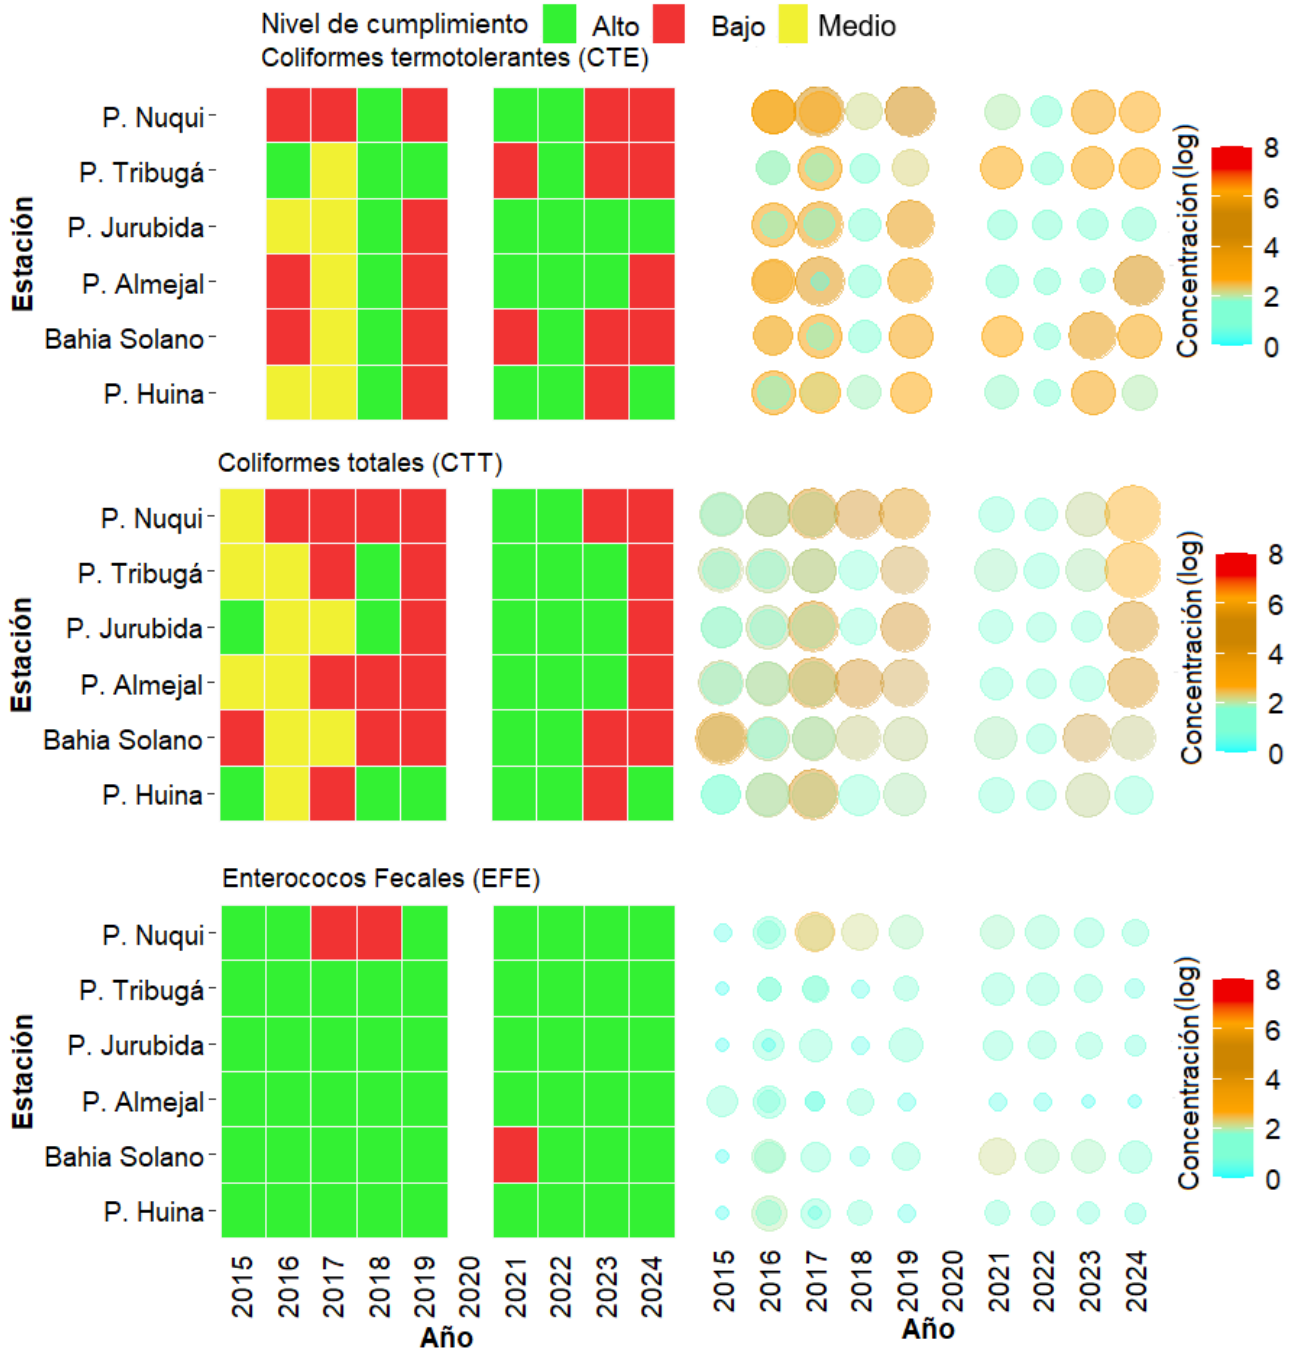 Nivel de cumplimiento Alto Bajo Medio
Coliformes termotolerantes (CTE)
Estación
P. Nuqui
P. Tribugá
P. Jurubida
P. Almejal
Bahia Solano
P. Huina
Concentración (log)
8
6
4
2
0
Coliformes totales (CTT)
Estación
P. Nuqui
P. Tribugá
P. Jurubida
P. Almejal
Bahia Solano
P. Huina
Concentración (log)
8
6
4
2
0
Enterococos Fecales (EFE)
Estación
P. Nuqui
P. Tribugá
P. Jurubida
P. Almejal
Bahia Solano
P. Huina
Concentración (log)
8
6
4
2
0
2015 2016 2017 2018 2019 2020 2021 2022 2023 2024
Año
2015 2016 2017 2018 2019 2020 2021 2022 2023 2024
Año